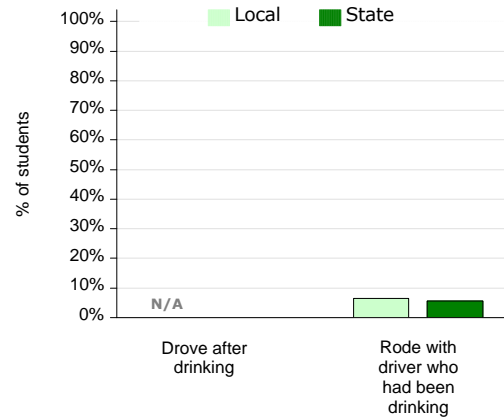 Local
State
100%
90%
80%
70%
60%
50%
40%
30%
20%
10%
0%
% of students
N/A
Drove after
drinking
Rode with
driver who
had been
drinking